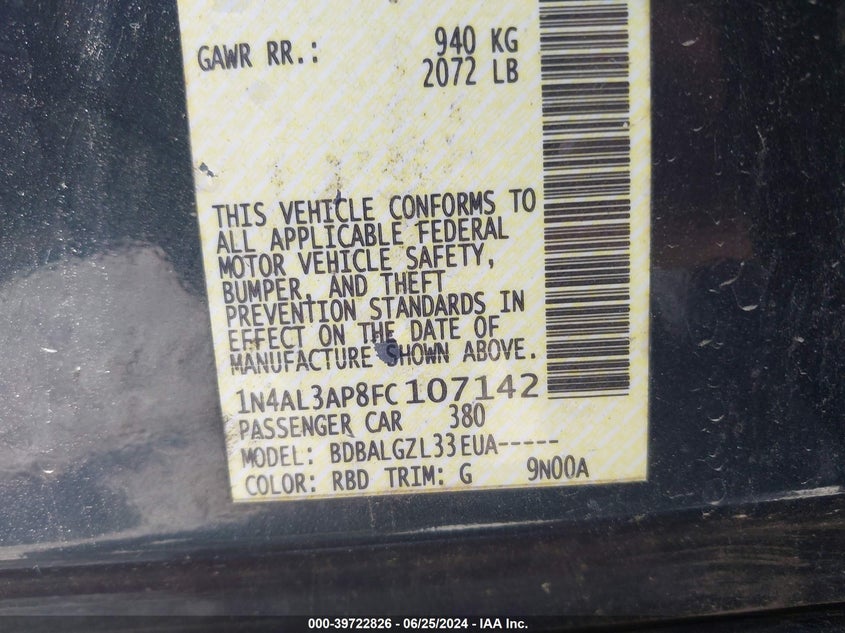 GAWR RR.: 940 KG
2072 LB
THIS VEHICLE CONFORMS TO
ALL APPLICABLE FEDERAL
MOTOR VEHICLE SAFETY,
BUMPER, AND THEFT
PREVENTION STANDARDS IN
EFFECT ON THE DATE OF
MANUFACTURE SHOWN ABOVE.
1N4AL3AP8FC107142
PASSENGER CAR 380
MODEL: BDBALGZL33EUA-----
COLOR: RBD TRIM: G 9N00A
000-39722826 - 06/25/2024 - IAA Inc.